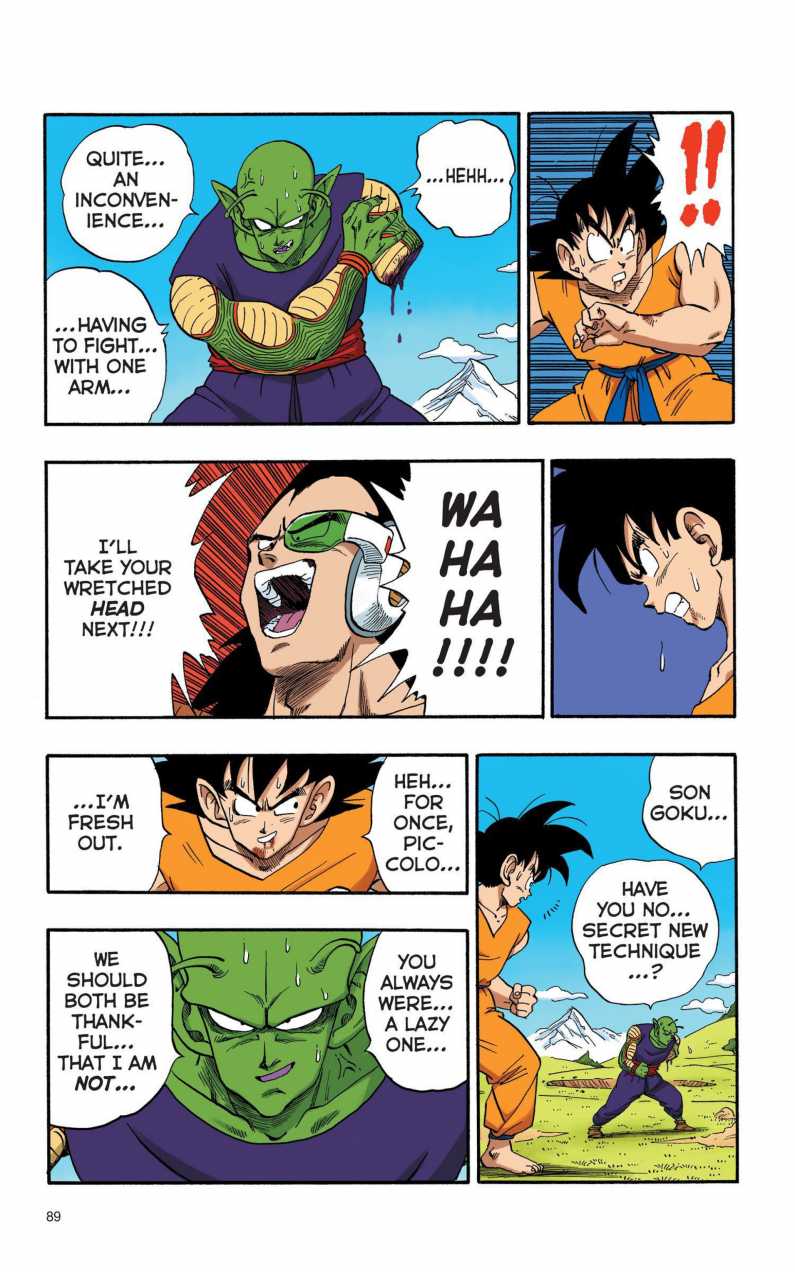 !!
...HEHH...
QUITE...
AN
INCONVEN-
IENCE...
...HAVING
TO FIGHT...
WITH ONE
ARM...
WA
HA
HA
!!!!
I'LL
TAKE YOUR
WRETCHED
HEAD
NEXT!!!
SON
GOKU...
HAVE
YOU NO...
SECRET NEW
TECHNIQUE
...?
HEH...
FOR
ONCE,
PIC-
COLO...
...I'M
FRESH
OUT.
YOU
ALWAYS
WERE...
A LAZY
ONE...
WE
SHOULD
BOTH BE
THANK-
FUL...
THAT I AM
NOT...
89